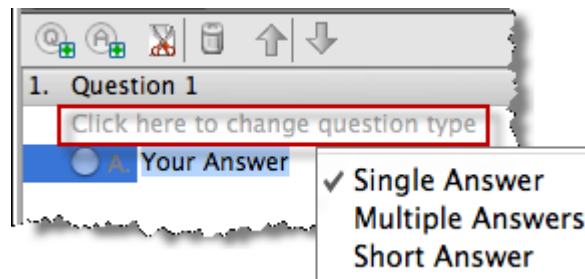 Q A
1. Question 1
Click here to change question type
A. Your Answer
✓ Single Answer
Multiple Answers
Short Answer